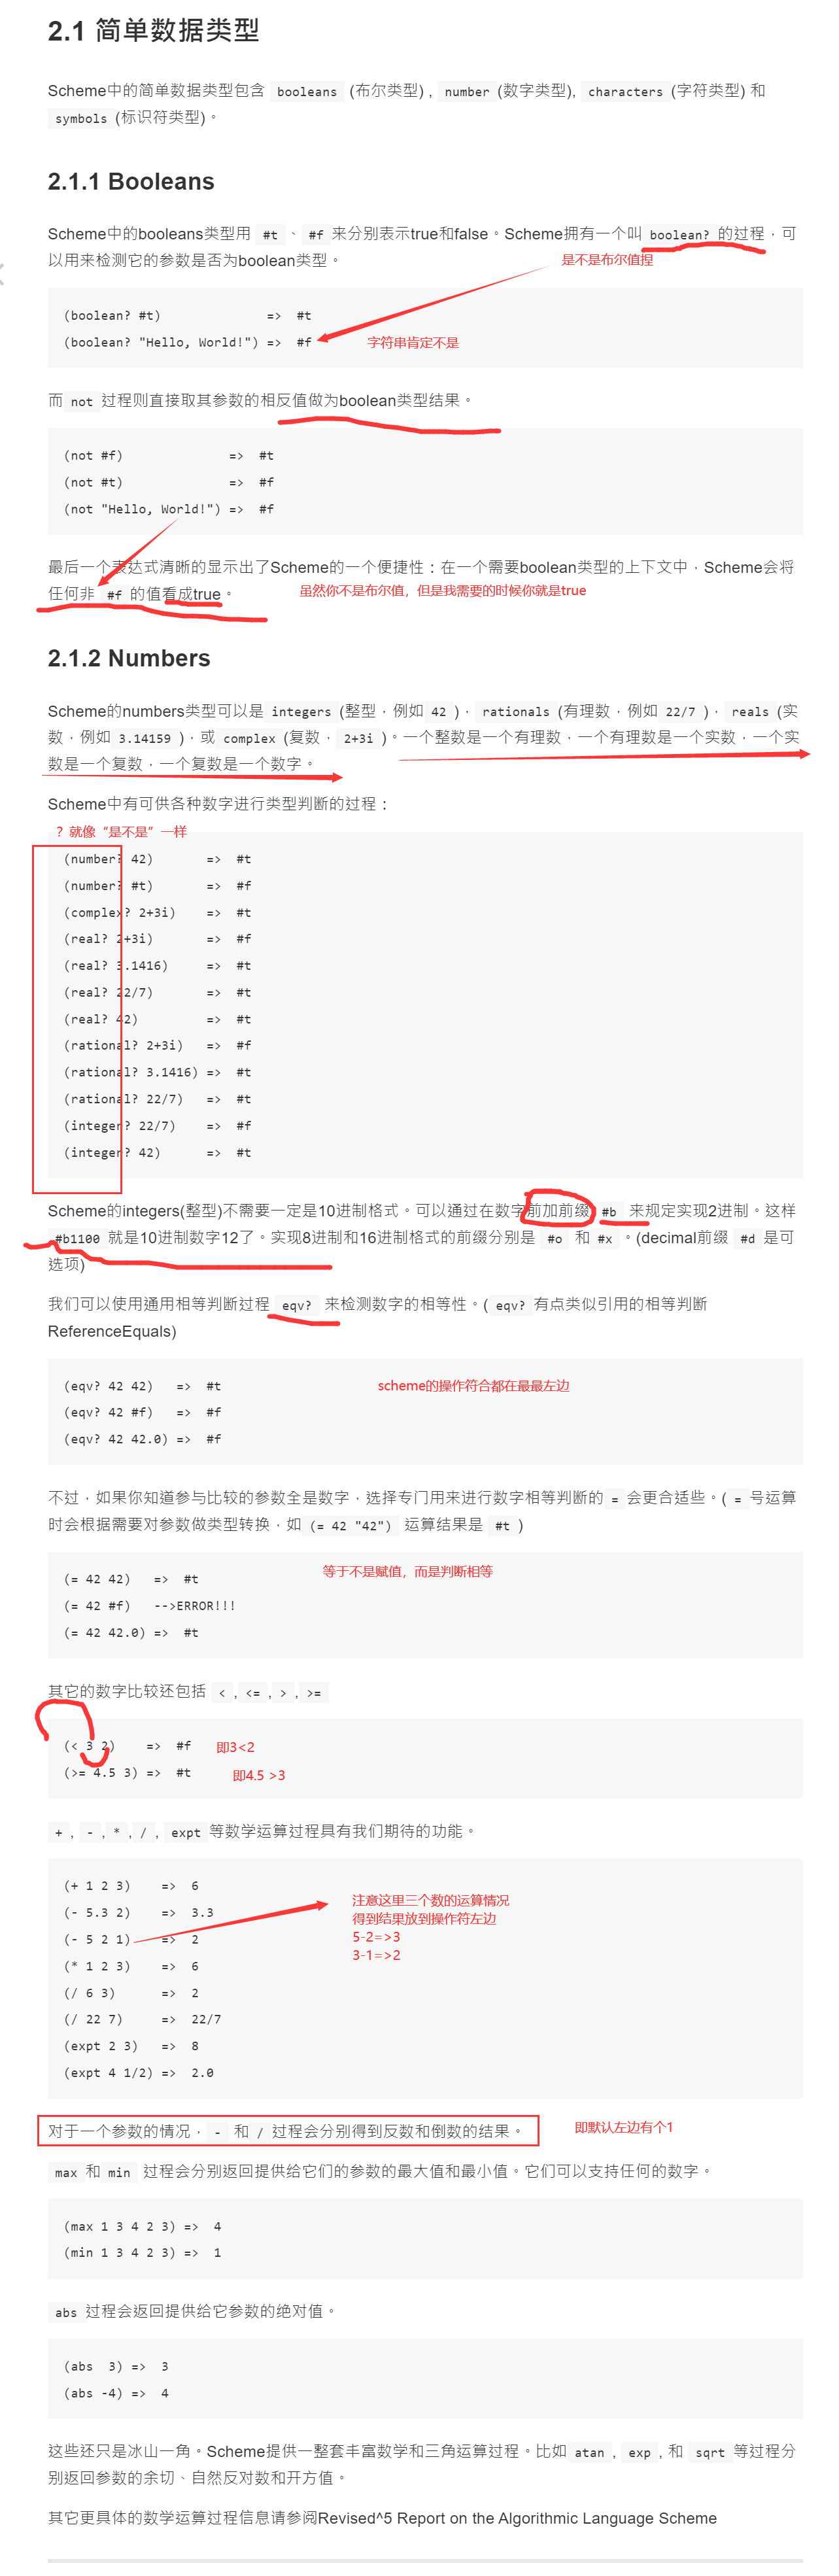 2.1 简单数据类型
Scheme中的简单数据类型包含 booleans (布尔类型) , number (数字类型), characters (字符类型) 和
symbols (标识符类型)。
2.1.1 Booleans
Scheme中的booleans类型用 #t 、 #f 来分别表示true和false。Scheme拥有一个叫 boolean? 的过程，可
以用来检测它的参数是否为boolean类型。
是不是布尔值捏
(boolean? #t) => #t
(boolean? "Hello, World!") => #f
字符串肯定不是
而 not 过程则直接取其参数的相反值做为boolean类型结果。
(not #f) => #t
(not #t) => #f
(not "Hello, World!") => #f
最后一个表达式清晰的显示出了Scheme的一个便捷性：在一个需要boolean类型的上下文中，Scheme会将
任何非 #f 的值看成true。
虽然你不是布尔值，但是我需要的时候你就是true
2.1.2 Numbers
Scheme的numbers类型可以是 integers (整型，例如 42 )， rationals (有理数，例如 22/7 )， reals (实
数，例如 3.14159 )，或 complex (复数， 2+3i )。一个整数是一个有理数，一个有理数是一个实数，一个实
数是一个复数，一个复数是一个数字。
Scheme中有可供各种数字进行类型判断的过程：
？就像“是不是”一样
(number? 42) => #t
(number? #t) => #f
(complex? 2+3i) => #t
(real? 2+3i) => #f
(real? 3.1416) => #t
(real? 22/7) => #t
(real? 42) => #t
(rational? 2+3i) => #f
(rational? 3.1416) => #t
(rational? 22/7) => #t
(integer? 22/7) => #f
(integer? 42) => #t
Scheme的integers(整型)不需要一定是10进制格式。可以通过在数字前加前缀 #b 来规定实现2进制。这样
#b1100 就是10进制数字12了。实现8进制和16进制格式的前缀分别是 #o 和 #x 。(decimal前缀 #d 是可
选项)
我们可以使用通用相等判断过程 eqv? 来检测数字的相等性。( eqv? 有点类似引用的相等判断
ReferenceEquals)
(eqv? 42 42) => #t
scheme的操作符合都在最最左边
(eqv? 42 #f) => #f
(eqv? 42 42.0) => #f
不过，如果你知道参与比较的参数全是数字，选择专门用来进行数字相等判断的 = 会更合适些。( = 号运算
时会根据需要对参数做类型转换，如 (= 42 "42") 运算结果是 #t )
等于不是赋值，而是判断相等
(= 42 42) => #t
(= 42 #f) -->ERROR!!!
(= 42 42.0) => #t
其它的数字比较还包括 < , <= , > , >=
(< 3 2) => #f
即3<2
(>= 4.5 3) => #t
即4.5 >3
+ , - , * , / , expt 等数学运算过程具有我们期待的功能。
(+ 1 2 3) => 6
(- 5.3 2) => 3.3
(- 5 2 1) => 2
(* 1 2 3) => 6
(/ 6 3) => 2
(/ 22 7) => 22/7
(expt 2 3) => 8
(expt 4 1/2) => 2.0
注意这里三个数的运算情况
得到结果放到操作符左边
5-2=>3
3-1=>2
对于一个参数的情况， - 和 / 过程会分别得到反数和倒数的结果。
即默认左边有个1
max 和 min 过程会分别返回提供给它们的参数的最大值和最小值。它们可以支持任何的数字。
(max 1 3 4 2 3) => 4
(min 1 3 4 2 3) => 1
abs 过程会返回提供给它参数的绝对值。
(abs 3) => 3
(abs -4) => 4
这些还只是冰山一角。Scheme提供一整套丰富数学和三角运算过程。比如 atan , exp , 和 sqrt 等过程分
别返回参数的余切、自然反对数和开方值。
其它更具体的数学运算过程信息请参阅Revised^5 Report on the Algorithmic Language Scheme